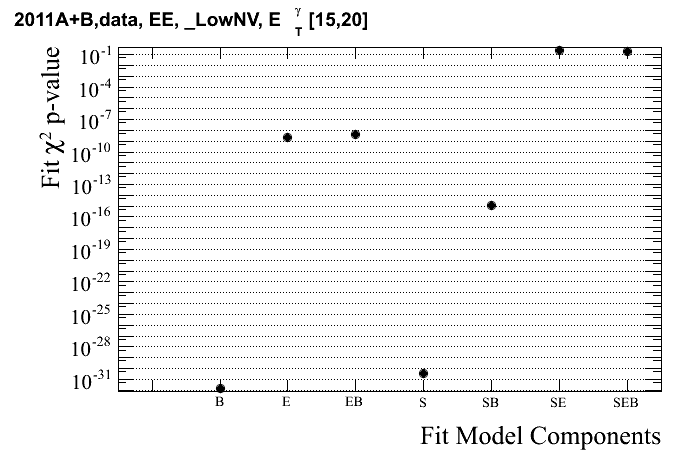 2011A+B,data, EE, _LowNV, E γ T [15,20]
Fit χ² p-value
10⁻¹
10⁻⁴
10⁻⁷
10⁻¹⁰
10⁻¹³
10⁻¹⁶
10⁻¹⁹
10⁻²²
10⁻²⁵
10⁻²⁸
10⁻³¹
B E EB S SB SE SEB
Fit Model Components